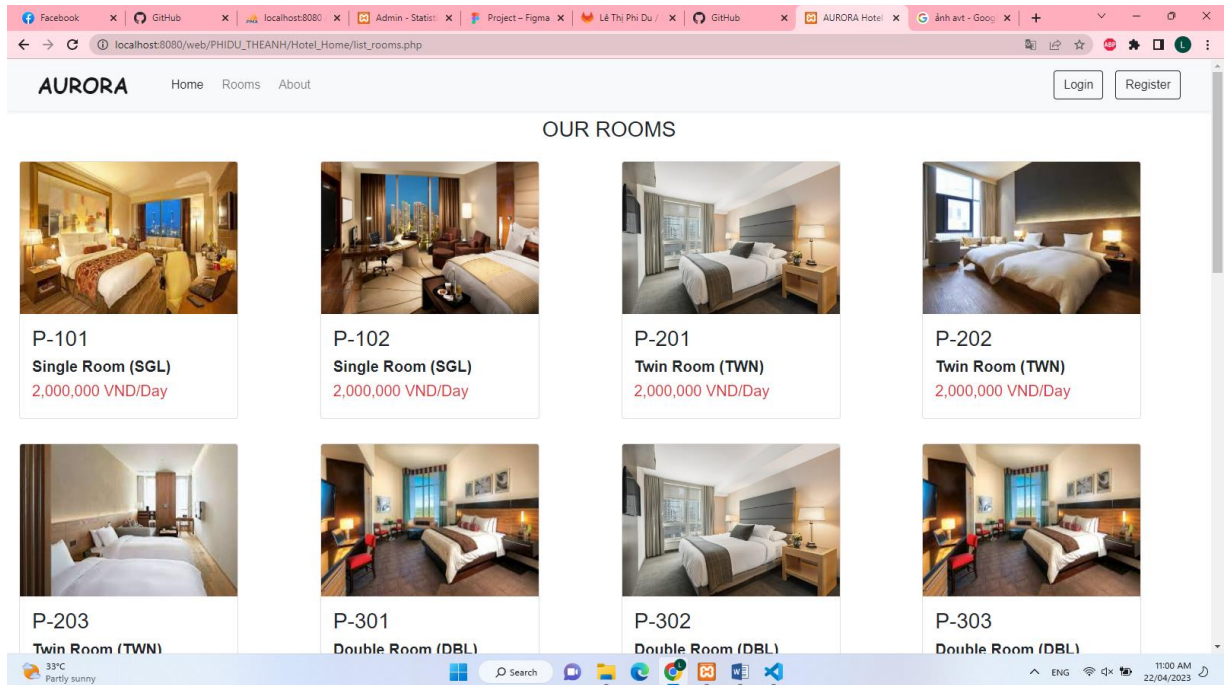 Facebook GitHub localhost:8080 Admin - Statist Project – Figma Lê Thị Phi Du / GitHub AURORA Hotel ảnh avt - Goog
localhost:8080/web/PHIDU_THEANH/Hotel_Home/list_rooms.php ABP L
AURORA Home Rooms About Login Register
OUR ROOMS
P-101 P-102 P-201 P-202
Single Room (SGL) Single Room (SGL) Twin Room (TWN) Twin Room (TWN)
2,000,000 VND/Day 2,000,000 VND/Day 2,000,000 VND/Day 2,000,000 VND/Day
P-203 P-301 P-302 P-303
Twin Room (TWN) Double Room (DBL) Double Room (DBL) Double Room (DBL)
33°C Search ENG 11:00 AM
Partly sunny 22/04/2023